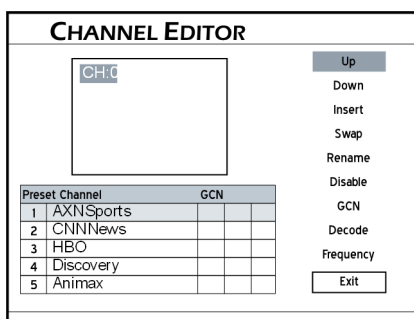 CHANNEL EDITOR
CH:0
Preset Channel GCN
1 AXNSports
2 CNNNews
3 HBO
4 Discovery
5 Animax
Up
Down
Insert
Swap
Rename
Disable
GCN
Decode
Frequency
Exit